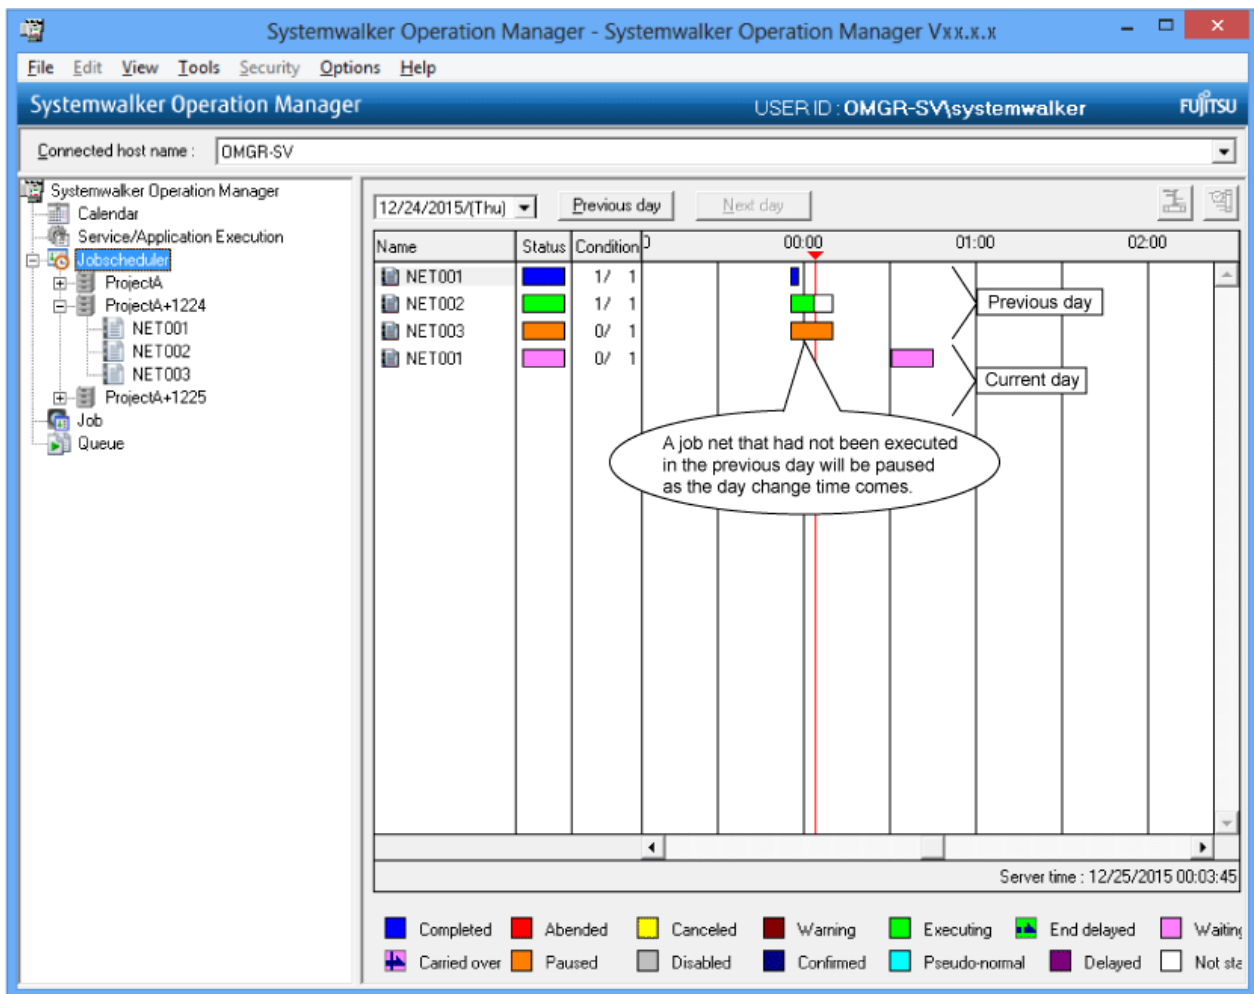 Systemwalker Operation Manager - Systemwalker Operation Manager Vxx.x.x
File Edit View Tools Security Options Help
Systemwalker Operation Manager USER ID : OMGR-SV\systemwalker FUJITSU
Connected host name : OMGR-SV
Systemwalker Operation Manager
Calendar
Service/Application Execution
Jobscheduler
ProjectA
ProjectA+1224
NET001
NET002
NET003
ProjectA+1225
Job
Queue
12/24/2015/(Thu) Previous day Next day
Name Status Condition 00:00 01:00 02:00
NET001 1/ 1
NET002 1/ 1
NET003 0/ 1
NET001 0/ 1
Previous day
Current day
A job net that had not been executed
in the previous day will be paused
as the day change time comes.
Server time : 12/25/2015 00:03:45
Completed Abended Canceled Warning Executing End delayed Waiting
Carried over Paused Disabled Confirmed Pseudo-normal Delayed Not sta